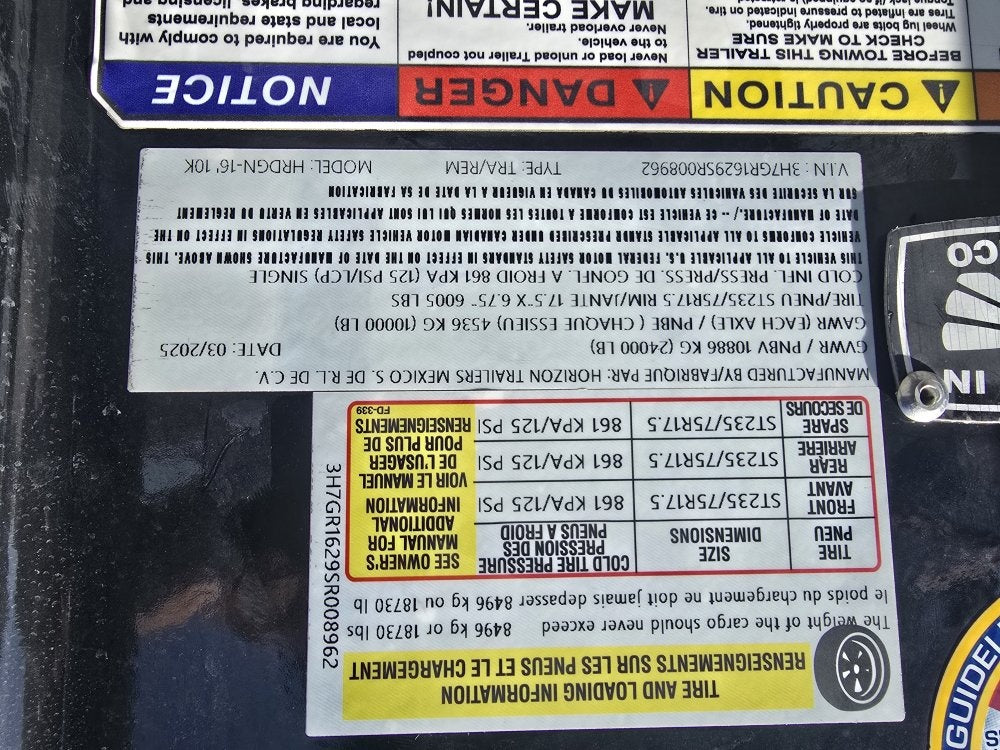 TIRE AND LOADING INFORMATION
RENSEIGNEMENTS SUR LES PNEUS ET LE CHARGEMENT
The weight of the cargo should never exceed 8496 kg or 18730 lbs
le poids du chargement ne doit jamais depasser 8496 kg ou 18730 lb
TIRE
PNEU
SIZE
DIMENSIONS
COLD TIRE PRESSURE
PRESSION DES
PNEUS A FROID
FRONT
AVANT
ST235/75R17.5
861 KPA/125 PSI
REAR
ARRIERE
ST235/75R17.5
861 KPA/125 PSI
SPARE
DE SECOURS
ST235/75R17.5
861 KPA/125 PSI
SEE OWNER'S
MANUAL FOR
ADDITIONAL
INFORMATION
VOIR LE MANUEL
DE L'USAGER
POUR PLUS DE
RENSEIGNEMENTS
FD-339
3H7GR1629SR008962
MANUFACTURED BY/FABRIQUE PAR: HORIZON TRAILERS MEXICO S. DE R.L. DE C.V.
GVWR / PNBV 10886 KG (24000 LB) DATE: 03/2025
GAWR (EACH AXLE) / PNBE ( CHAQUE ESSIEU) 4536 KG (10000 LB)
TIRE/PNEU ST235/75R17.5 RIM/JANTE 17.5" X 6.75" 6005 LBS
COLD INFL. PRESS/PRESS. DE GONFL. A FROID 861 KPA (125 PSI/LCP) SINGLE
THIS VEHICLE TO ALL APPLICABLE U.S. FEDERAL MOTOR SAFETY STANDARDS IN EFFECT ON THE DATE OF MANUFACTURE SHOWN ABOVE. THIS
VEHICLE CONFORMS TO ALL APPLICABLE STANDR PRESCRIBED UNDER CANADIAN MOTOR VEHICLE SAFETY REGULATIONS IN EFFECT ON THE
DATE OF MANUFACTURE./ -- CE VEHICLE EST CONFORME A TOUTES LES NORMES QUI LUI SONT APPLICABLES EN VERTU DU REGLEMENT
SUR LA SECURITE DES VEHICULES AUTOMOBILES DU CANADA EN VIGUEUR A LA DATE DE SA FABRICATION
V.I.N : 3H7GR1629SR008962 TYPE: TRA/REM MODEL: HRDGN-16' 10K
GUIDEL
IN
CO
CAUTION
BEFORE TOWING THIS TRAILER
CHECK TO MAKE SURE
Wheel lug bolts are properly tightened.
Tires are inflated to pressure on tire.
DANGER
Never load or unload Trailer not coupled
to the vehicle.
Never overload trailer.
MAKE CERTAIN!
NOTICE
You are required to comply with
local and state requirements
regarding brakes, licensing